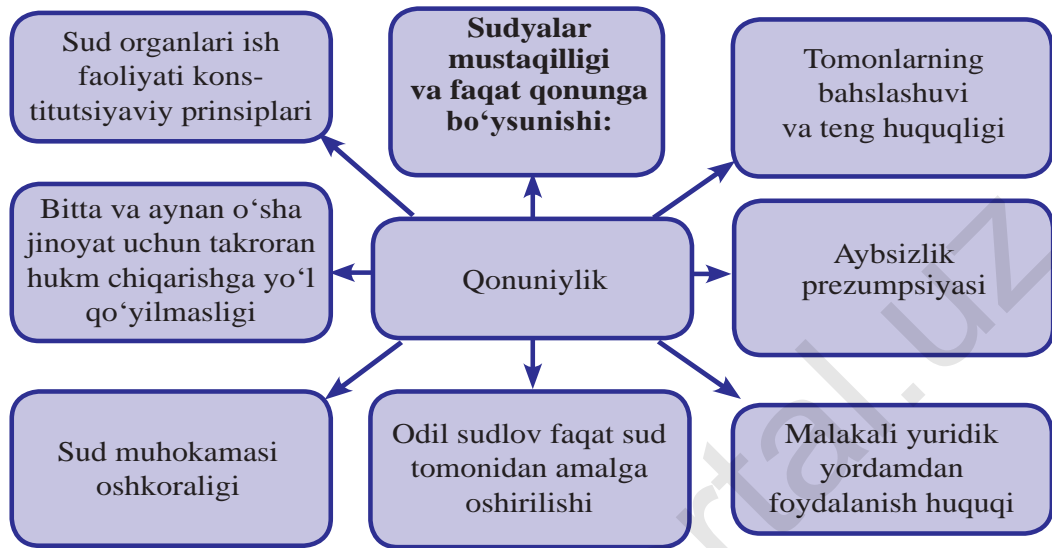 Sud organlari ish
faoliyati kons-
titutsiyaviy prinsiplari
Sudyalar
mustaqilligi
va faqat qonunga
bo‘ysunishi:
Tomonlarning
bahslashuvi
va teng huquqligi
Bitta va aynan o‘sha
jinoyat uchun takroran
hukm chiqarishga yo‘l
qo‘yilmasligi
Qonuniylik
Aybsizlik
prezumpsiyasi
Sud muhokamasi
oshkoraligi
Odil sudlov faqat sud
tomonidan amalga
oshirilishi
Malakali yuridik
yordamdan
foydalanish huquqi
rtal.uz